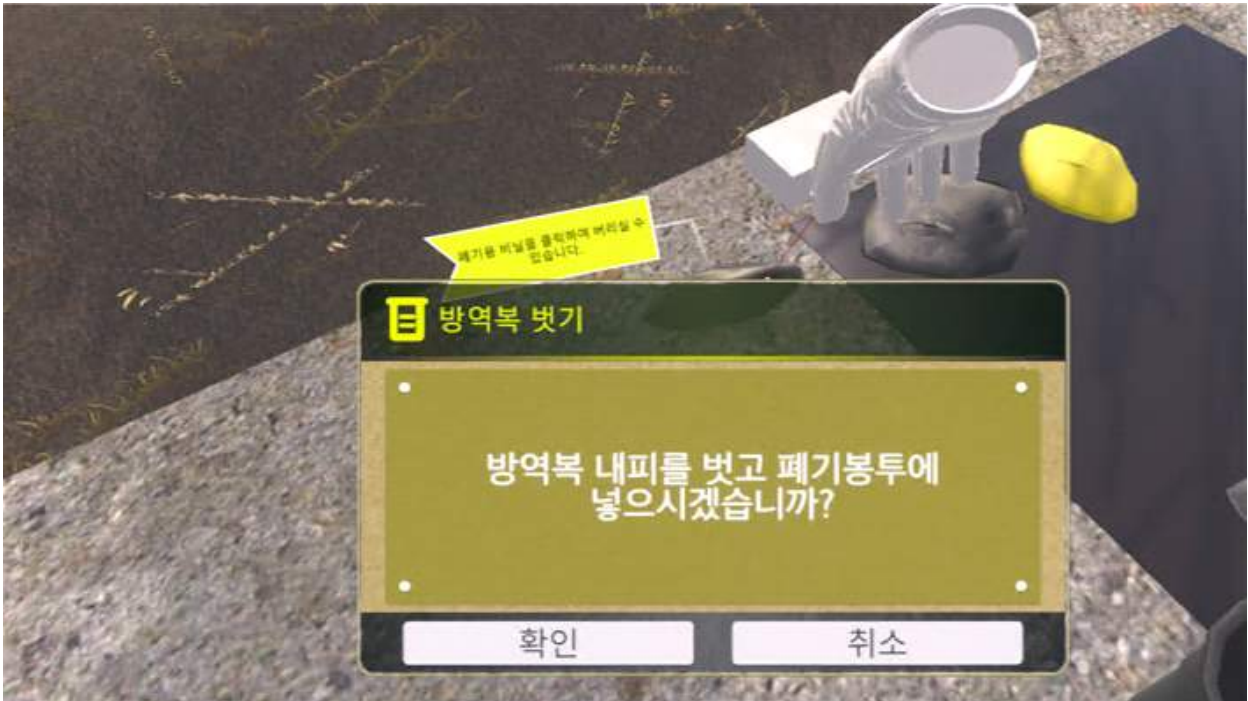 폐기용 비닐을 클릭하여 버리실 수
있습니다.
방역복 벗기
방역복 내피를 벗고 폐기봉투에
넣으시겠습니까?
확인
취소